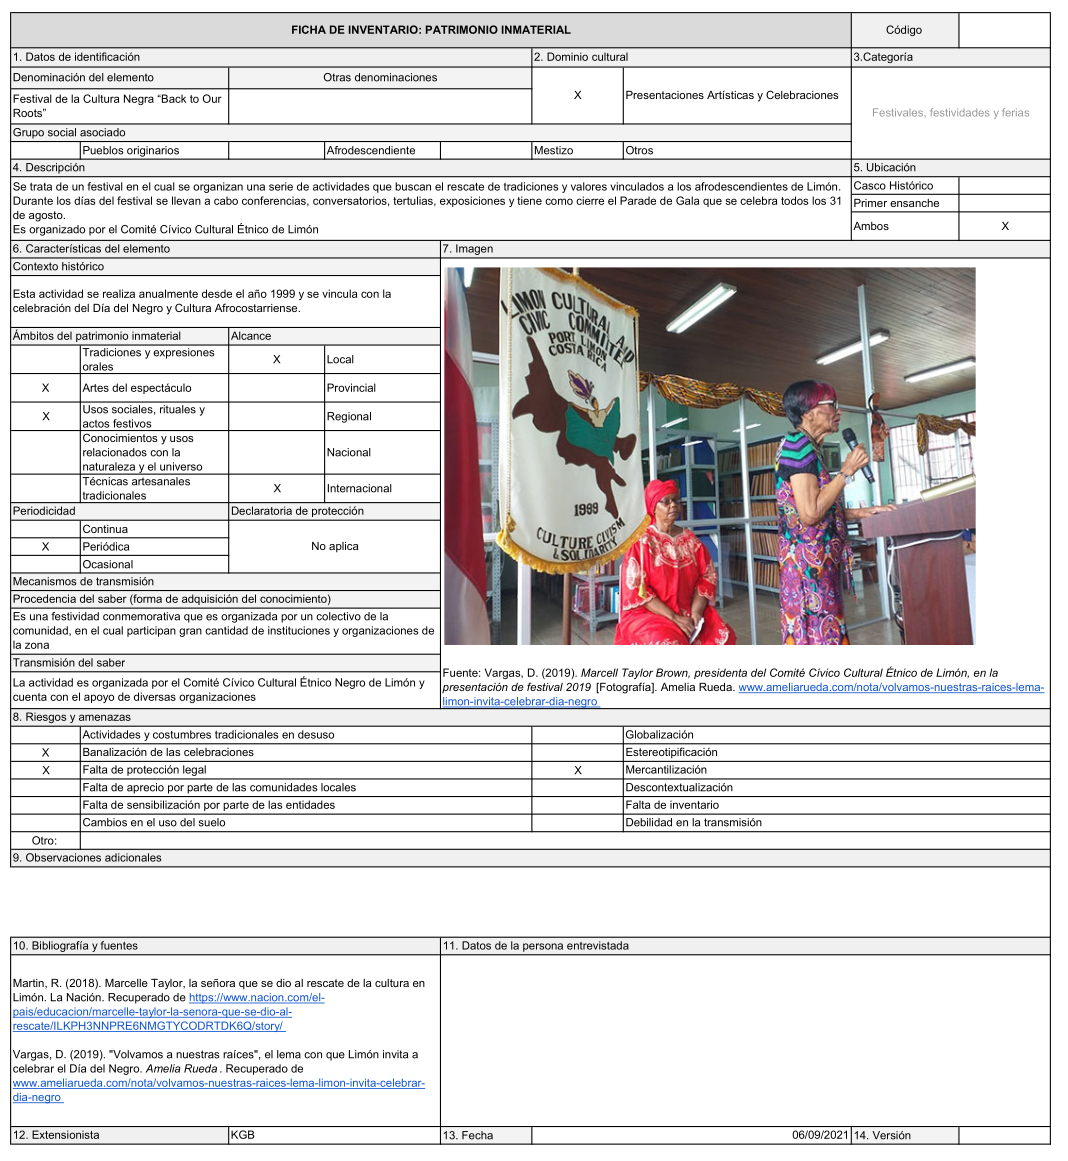 FICHA DE INVENTARIO: PATRIMONIO INMATERIAL
Código
1. Datos de identificación
2. Dominio cultural
3.Categoría
Denominación del elemento
Otras denominaciones
X
Presentaciones Artísticas y Celebraciones
Festivales, festividades y ferias
Festival de la Cultura Negra “Back to Our
Roots”
Grupo social asociado
Pueblos originarios
Afrodescendiente
Mestizo
Otros
4. Descripción
5. Ubicación
Se trata de un festival en el cual se organizan una serie de actividades que buscan el rescate de tradiciones y valores vinculados a los afrodescendientes de Limón.
Durante los días del festival se llevan a cabo conferencias, conversatorios, tertulias, exposiciones y tiene como cierre el Parade de Gala que se celebra todos los 31
de agosto.
Es organizado por el Comité Cívico Cultural Étnico de Limón
Casco Histórico
Primer ensanche
Ambos
X
6. Características del elemento
7. Imagen
Contexto histórico
Esta actividad se realiza anualmente desde el año 1999 y se vincula con la
celebración del Día del Negro y Cultura Afrocostarriense.
Ámbitos del patrimonio inmaterial
Alcance
Tradiciones y expresiones
orales
X
Local
X
Artes del espectáculo
Provincial
X
Usos sociales, rituales y
actos festivos
Regional
Conocimientos y usos
relacionados con la
naturaleza y el universo
Nacional
Técnicas artesanales
tradicionales
X
Internacional
Periodicidad
Declaratoria de protección
Continua
X
Periódica
No aplica
Ocasional
Mecanismos de transmisión
Procedencia del saber (forma de adquisición del conocimiento)
Es una festividad conmemorativa que es organizada por un colectivo de la
comunidad, en el cual participan gran cantidad de instituciones y organizaciones de
la zona
Transmisión del saber
La actividad es organizada por el Comité Cívico Cultural Étnico Negro de Limón y
cuenta con el apoyo de diversas organizaciones
LIMON CULTURAL AND
CIVIC COMMITTEE
PORT LIMON
COSTA RICA
1999
CULTURE CIVISM
& SOLIDARITY
Fuente: Vargas, D. (2019). Marcell Taylor Brown, presidenta del Comité Cívico Cultural Étnico de Limón, en la
presentación de festival 2019 [Fotografía]. Amelia Rueda. www.ameliarueda.com/nota/volvamos-nuestras-raices-lema-
limon-invita-celebrar-dia-negro
8. Riesgos y amenazas
Actividades y costumbres tradicionales en desuso
Globalización
X
Banalización de las celebraciones
Estereotipificación
X
Falta de protección legal
X
Mercantilización
Falta de aprecio por parte de las comunidades locales
Descontextualización
Falta de sensibilización por parte de las entidades
Falta de inventario
Cambios en el uso del suelo
Debilidad en la transmisión
Otro:
9. Observaciones adicionales
10. Bibliografía y fuentes
11. Datos de la persona entrevistada
Martin, R. (2018). Marcelle Taylor, la señora que se dio al rescate de la cultura en
Limón. La Nación. Recuperado de https://www.nacion.com/el-
pais/educacion/marcelle-taylor-la-senora-que-se-dio-al-
rescate/ILKPH3NNPRE6NMGTYCODRTDK6Q/story/
Vargas, D. (2019). "Volvamos a nuestras raíces", el lema con que Limón invita a
celebrar el Día del Negro. Amelia Rueda. Recuperado de
www.ameliarueda.com/nota/volvamos-nuestras-raices-lema-limon-invita-celebrar-
dia-negro
12. Extensionista
KGB
13. Fecha
06/09/2021
14. Versión